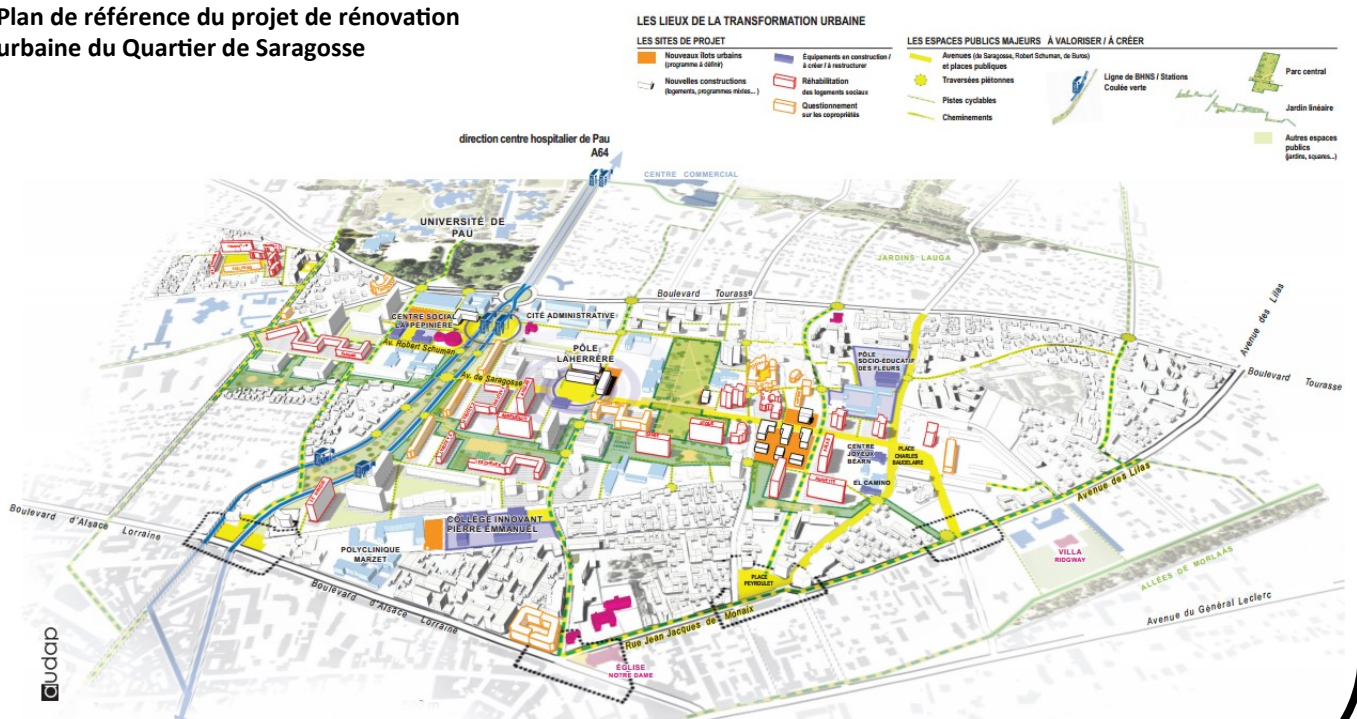 Plan de référence du projet de rénovation
urbaine du Quartier de Saragosse
LES LIEUX DE LA TRANSFORMATION URBAINE
LES SITES DE PROJET
Nouveaux îlots urbains
(programme à définir)
Nouvelles constructions
(logements, programmes mixtes... )
Équipements en construction /
à créer / à restructurer
Réhabilitation
des logements sociaux
Questionnement
sur les copropriétés
LES ESPACES PUBLICS MAJEURS À VALORISER / À CRÉER
Avenues (de Saragosse, Robert Schuman, de Buros)
et places publiques
Traversées piétonnes
Pistes cyclables
Cheminements
Ligne de BHNS / Stations
Coulée verte
Parc central
Jardin linéaire
Autres espaces
publics
(jardins, squares...)
direction centre hospitalier de Pau
A64
CENTRE COMMERCIAL
UNIVERSITÉ DE
PAU
JARDINS LAUGA
Boulevard Tourasse
Avenue des Lilas
Boulevard Tourasse
CENTRE SOCIAL
LA PÉPINIÈRE
CITÉ ADMINISTRATIVE
Av. Robert Schuman
PÔLE
LAHERRÈRE
Av. de Saragosse
PÔLE
SOCIO-ÉDUCATIF
DES FLEURS
CENTRE
JOYEUX
BÉARN
PLACE
CHARLES
BAUDELAIRE
EL CAMINO
Avenue des Lilas
Boulevard d'Alsace Lorraine
COLLÈGE INNOVANT
PIERRE EMMANUEL
POLYCLINIQUE
MARZET
VILLA
RIDGWAY
ALLÉES DE MORLAÀS
PLACE
PEYROULET
Boulevard d'Alsace Lorraine
Rue Jean Jacques de Monaix
Avenue du Général Leclerc
ÉGLISE
NOTRE DAME
audap